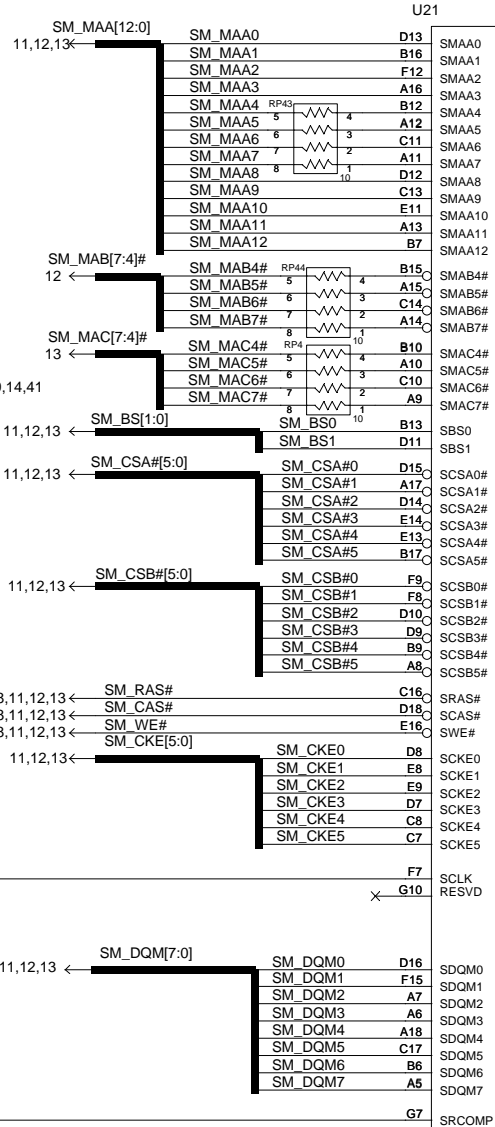 U21
SM_MAA[12:0]
11,12,13
SM_MAA0 D13 SMAA0
SM_MAA1 B16 SMAA1
SM_MAA2 F12 SMAA2
SM_MAA3 A16 SMAA3
SM_MAA4 RP43 5 4 B12 SMAA4
SM_MAA5 6 3 A12 SMAA5
SM_MAA6 7 2 C11 SMAA6
SM_MAA7 8 1 A11 SMAA7
10
SM_MAA8 D12 SMAA8
SM_MAA9 C13 SMAA9
SM_MAA10 E11 SMAA10
SM_MAA11 A13 SMAA11
SM_MAA12 B7 SMAA12
SM_MAB[7:4]#
12
SM_MAB4# RP44 5 4 B15 SMAB4#
SM_MAB5# 6 3 A15 SMAB5#
SM_MAB6# 7 2 C14 SMAB6#
SM_MAB7# 8 1 A14 SMAB7#
10
SM_MAC[7:4]#
13
SM_MAC4# RP4 5 4 B10 SMAC4#
SM_MAC5# 6 3 A10 SMAC5#
SM_MAC6# 7 2 C10 SMAC6#
SM_MAC7# 8 1 A9 SMAC7#
10
,14,41
SM_BS[1:0]
11,12,13
SM_BS0 B13 SBS0
SM_BS1 D11 SBS1
SM_CSA#[5:0]
11,12,13
SM_CSA#0 D15 SCSA0#
SM_CSA#1 A17 SCSA1#
SM_CSA#2 D14 SCSA2#
SM_CSA#3 E14 SCSA3#
SM_CSA#4 E13 SCSA4#
SM_CSA#5 B17 SCSA5#
SM_CSB#[5:0]
11,12,13
SM_CSB#0 F9 SCSB0#
SM_CSB#1 F8 SCSB1#
SM_CSB#2 D10 SCSB2#
SM_CSB#3 D9 SCSB3#
SM_CSB#4 B9 SCSB4#
SM_CSB#5 A8 SCSB5#
,11,12,13 SM_RAS# C16 SRAS#
,11,12,13 SM_CAS# D18 SCAS#
,11,12,13 SM_WE# E16 SWE#
SM_CKE[5:0]
11,12,13
SM_CKE0 D8 SCKE0
SM_CKE1 E8 SCKE1
SM_CKE2 E9 SCKE2
SM_CKE3 D7 SCKE3
SM_CKE4 C8 SCKE4
SM_CKE5 C7 SCKE5
F7 SCLK
G10 RESVD
SM_DQM[7:0]
11,12,13
SM_DQM0 D16 SDQM0
SM_DQM1 F15 SDQM1
SM_DQM2 A7 SDQM2
SM_DQM3 A6 SDQM3
SM_DQM4 A18 SDQM4
SM_DQM5 C17 SDQM5
SM_DQM6 B6 SDQM6
SM_DQM7 A5 SDQM7
G7 SRCOMP